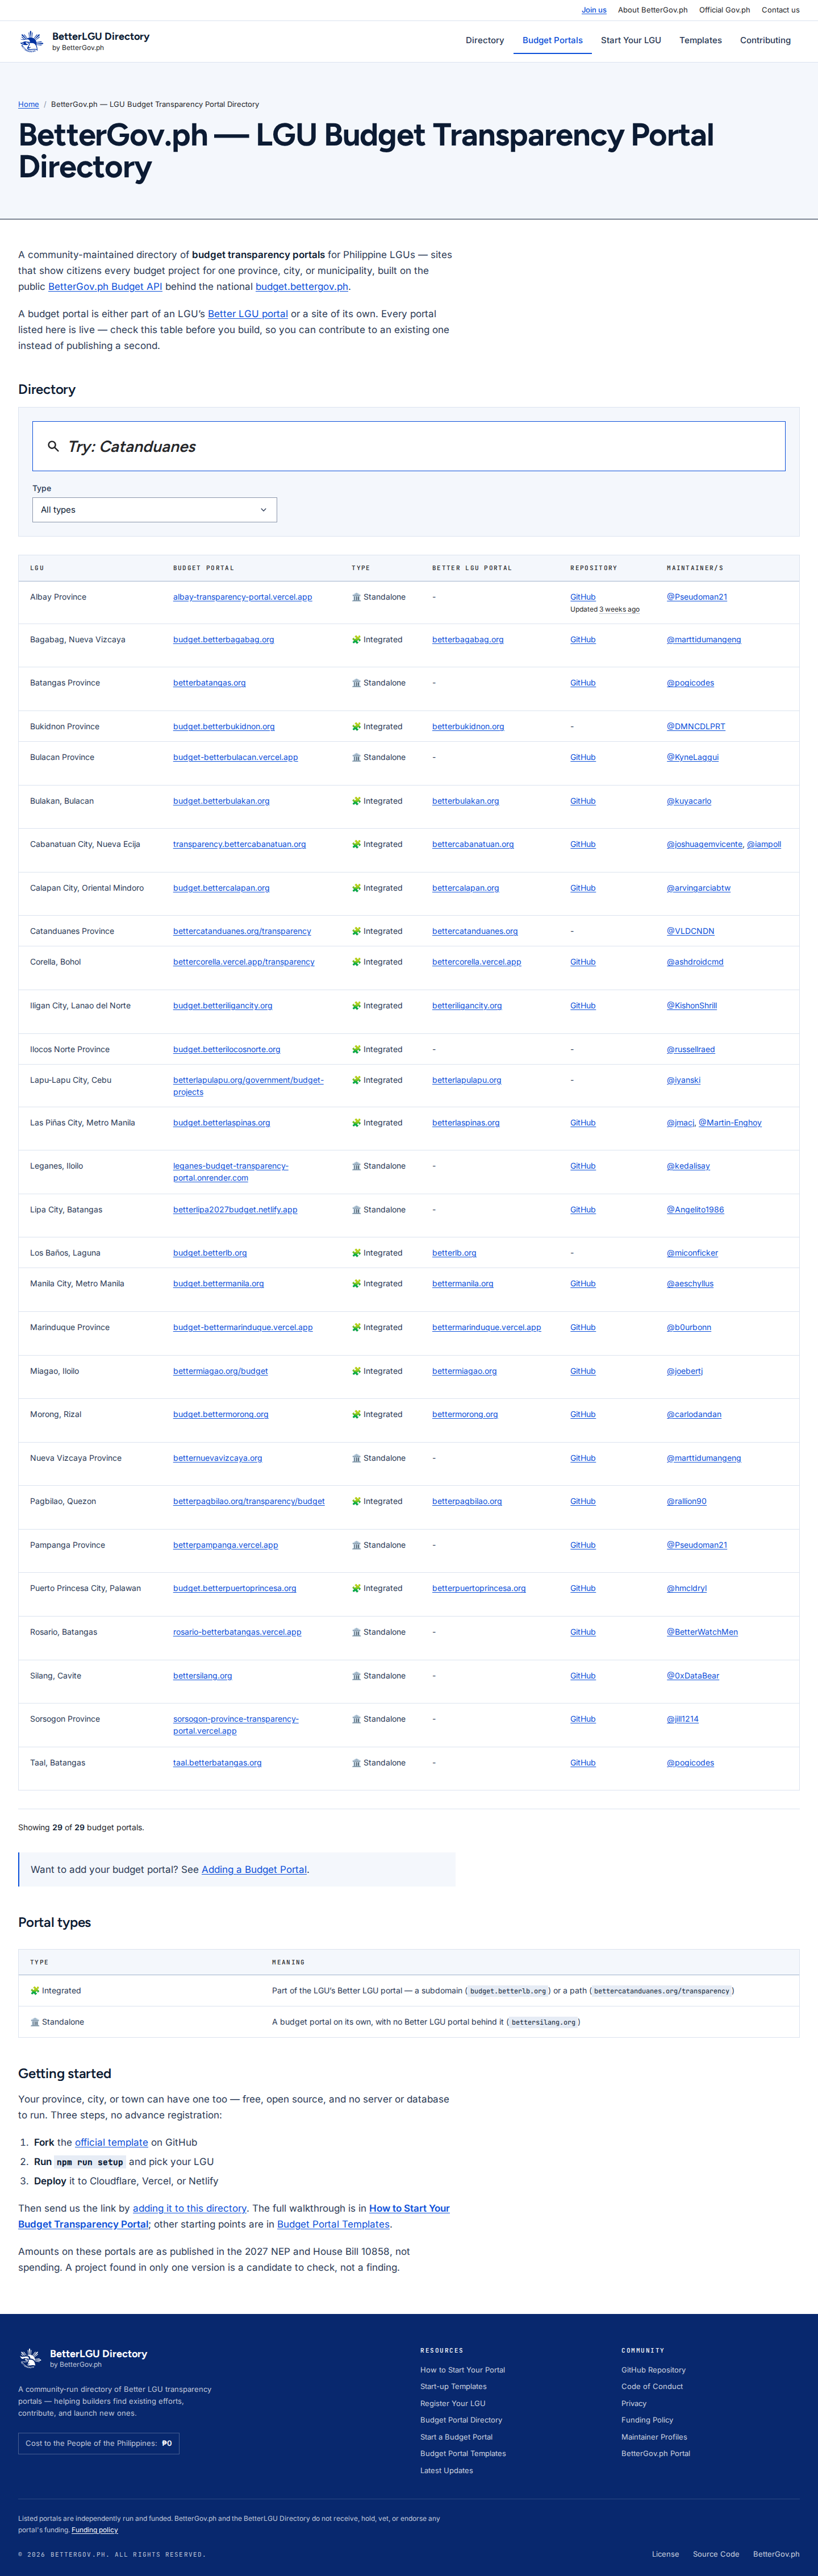 Join us About BetterGov.ph Official Gov.ph Contact us
BetterLGU Directory
by BetterGov.ph
Directory Budget Portals Start Your LGU Templates Contributing
Home / BetterGov.ph — LGU Budget Transparency Portal Directory
BetterGov.ph — LGU Budget Transparency Portal
Directory
A community-maintained directory of budget transparency portals for Philippine LGUs — sites
that show citizens every budget project for one province, city, or municipality, built on the
public BetterGov.ph Budget API behind the national budget.bettergov.ph.
A budget portal is either part of an LGU's Better LGU portal or a site of its own. Every portal
listed here is live — check this table before you build, so you can contribute to an existing one
instead of publishing a second.
Directory
Try: Catanduanes
Type
All types
LGU BUDGET PORTAL TYPE BETTER LGU PORTAL REPOSITORY MAINTAINER/S
Albay Province albay-transparency-portal.vercel.app 🏛️ Standalone - GitHub @Pseudoman21
Updated 3 weeks ago
Bagabag, Nueva Vizcaya budget.betterbagabag.org 🧩 Integrated betterbagabag.org GitHub @marttidumangeng
Batangas Province betterbatangas.org 🏛️ Standalone - GitHub @pogicodes
Bukidnon Province budget.betterbukidnon.org 🧩 Integrated betterbukidnon.org - @DMNCDLPRT
Bulacan Province budget-betterbulacan.vercel.app 🏛️ Standalone - GitHub @KyneLaggui
Bulakan, Bulacan budget.betterbulakan.org 🧩 Integrated betterbulakan.org GitHub @kuyacarlo
Cabanatuan City, Nueva Ecija transparency.bettercabanatuan.org 🧩 Integrated bettercabanatuan.org GitHub @joshuagemvicente, @iampoll
Calapan City, Oriental Mindoro budget.bettercalapan.org 🧩 Integrated bettercalapan.org GitHub @arvingarciabtw
Catanduanes Province bettercatanduanes.org/transparency 🧩 Integrated bettercatanduanes.org - @VLDCNDN
Corella, Bohol bettercorella.vercel.app/transparency 🧩 Integrated bettercorella.vercel.app GitHub @ashdroidcmd
Iligan City, Lanao del Norte budget.betteriligancity.org 🧩 Integrated betteriligancity.org GitHub @KishonShrill
Ilocos Norte Province budget.betterilocosnorte.org 🧩 Integrated - - @russellraed
Lapu-Lapu City, Cebu betterlapulapu.org/government/budget- 🧩 Integrated betterlapulapu.org - @iyanski
projects
Las Piñas City, Metro Manila budget.betterlaspinas.org 🧩 Integrated betterlaspinas.org GitHub @jmacj, @Martin-Enghoy
Leganes, Iloilo leganes-budget-transparency- 🏛️ Standalone - GitHub @kedalisay
portal.onrender.com
Lipa City, Batangas betterlipa2027budget.netlify.app 🏛️ Standalone - GitHub @Angelito1986
Los Baños, Laguna budget.betterlb.org 🧩 Integrated betterlb.org - @miconficker
Manila City, Metro Manila budget.bettermanila.org 🧩 Integrated bettermanila.org GitHub @aeschyllus
Marinduque Province budget-bettermarinduque.vercel.app 🧩 Integrated bettermarinduque.vercel.app GitHub @b0urbonn
Miagao, Iloilo bettermiagao.org/budget 🧩 Integrated bettermiagao.org GitHub @joebertj
Morong, Rizal budget.bettermorong.org 🧩 Integrated bettermorong.org GitHub @carlodandan
Nueva Vizcaya Province betternuevavizcaya.org 🏛️ Standalone - GitHub @marttidumangeng
Pagbilao, Quezon betterpagbilao.org/transparency/budget 🧩 Integrated betterpagbilao.org GitHub @rallion90
Pampanga Province betterpampanga.vercel.app 🏛️ Standalone - GitHub @Pseudoman21
Puerto Princesa City, Palawan budget.betterpuertoprincesa.org 🧩 Integrated betterpuertoprincesa.org GitHub @hmcldryl
Rosario, Batangas rosario-betterbatangas.vercel.app 🏛️ Standalone - GitHub @BetterWatchMen
Silang, Cavite bettersilang.org 🏛️ Standalone - GitHub @0xDataBear
Sorsogon Province sorsogon-province-transparency- 🏛️ Standalone - GitHub @jill1214
portal.vercel.app
Taal, Batangas taal.betterbatangas.org 🏛️ Standalone - GitHub @pogicodes
Showing 29 of 29 budget portals.
Want to add your budget portal? See Adding a Budget Portal.
Portal types
TYPE MEANING
🧩 Integrated Part of the LGU's Better LGU portal — a subdomain (budget.betterlb.org) or a path (bettercatanduanes.org/transparency)
🏛️ Standalone A budget portal on its own, with no Better LGU portal behind it (bettersilang.org)
Getting started
Your province, city, or town can have one too — free, open source, and no server or database
to run. Three steps, no advance registration:
1. Fork the official template on GitHub
2. Run npm run setup and pick your LGU
3. Deploy it to Cloudflare, Vercel, or Netlify
Then send us the link by adding it to this directory. The full walkthrough is in How to Start Your
Budget Transparency Portal; other starting points are in Budget Portal Templates.
Amounts on these portals are as published in the 2027 NEP and House Bill 10858, not
spending. A project found in only one version is a candidate to check, not a finding.
BetterLGU Directory
by BetterGov.ph
A community-run directory of Better LGU transparency
portals — helping builders find existing efforts,
contribute, and launch new ones.
Cost to the People of the Philippines: ₱0
RESOURCES
How to Start Your Portal
Start-up Templates
Register Your LGU
Budget Portal Directory
Start a Budget Portal
Budget Portal Templates
Latest Updates
COMMUNITY
GitHub Repository
Code of Conduct
Privacy
Funding Policy
Maintainer Profiles
BetterGov.ph Portal
Listed portals are independently run and funded. BetterGov.ph and the BetterLGU Directory do not receive, hold, vet, or endorse any
portal's funding. Funding policy
© 2026 BETTERGOV.PH. ALL RIGHTS RESERVED.
License Source Code BetterGov.ph